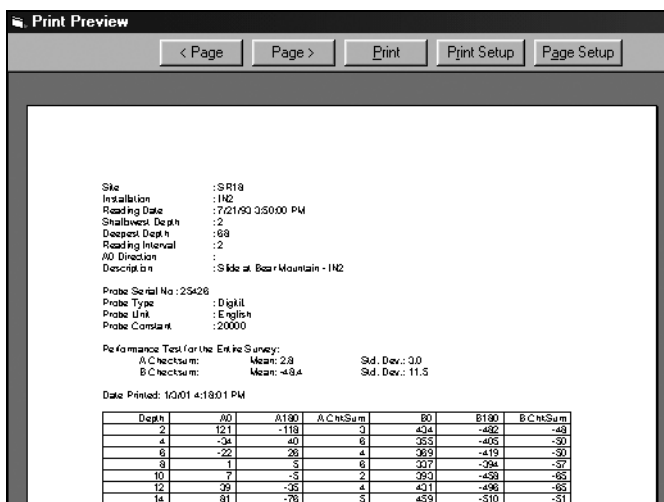 Print Preview
< Page   Page >   Print   Print Setup   Page Setup
Site : SR18
Installation : IN2
Reading Date : 7/21/93 3:50:00 PM
Shallowest Depth : 2
Deepest Depth : 68
Reading Interval : 2
A0 Direction :
Description : Slide at Bear Mountain - IN2
Probe Serial No : 25426
Probe Type : Digitil
Probe Unit : English
Probe Constant : 20000
Performance Test for the Entire Survey:
A Checksum: Mean: 2.8 Std. Dev.: 3.0
B Checksum: Mean: -48.4 Std. Dev.: 11.5
Date Printed: 1/3/01 4:18:01 PM
Depth A0 A180 A ChkSum B0 B180 B ChkSum
2 121 -118 3 434 -482 -48
4 -34 40 6 355 -405 -50
6 -22 26 4 369 -419 -50
8 1 5 6 337 -394 -57
10 7 -5 2 393 -458 -65
12 39 -35 4 431 -496 -65
14 81 -76 5 459 -510 -51